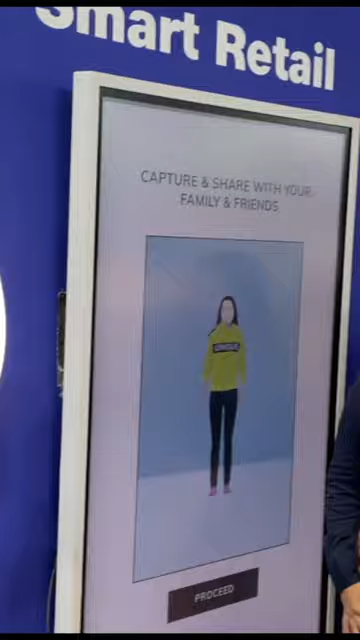 Smart Retail
CAPTURE & SHARE WITH YOUR
FAMILY & FRIENDS
PROCEED